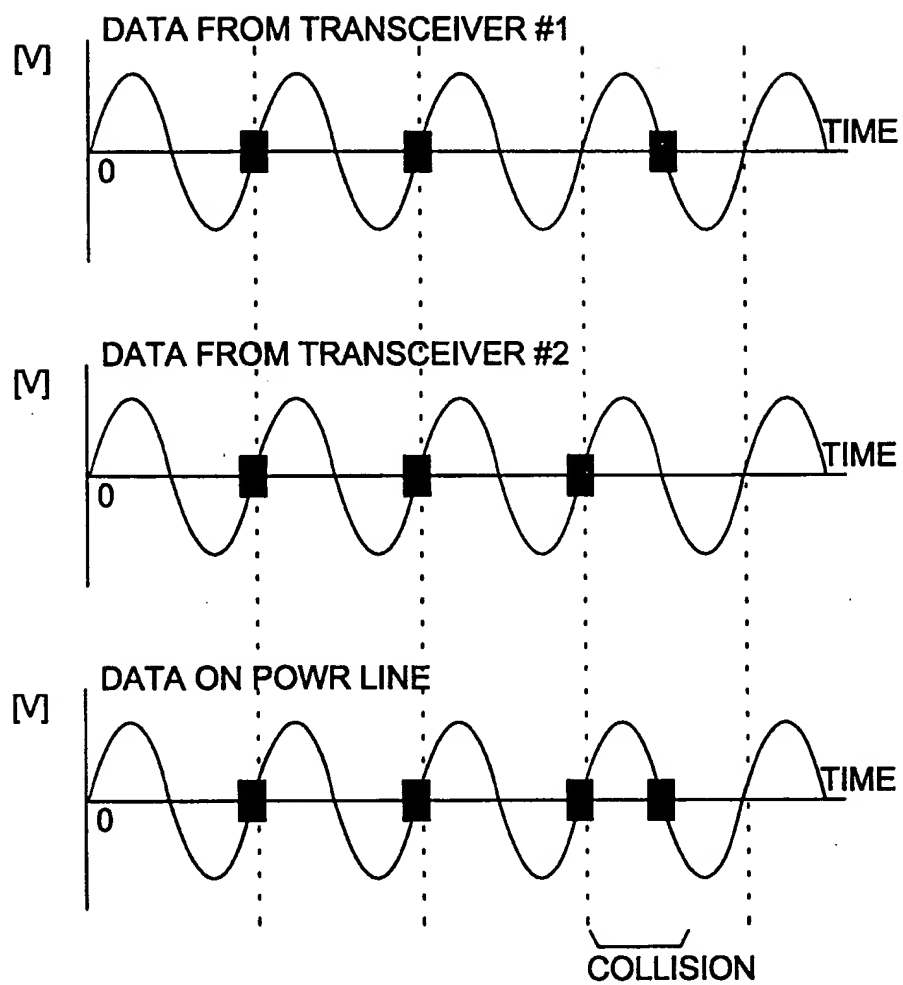 DATA FROM TRANSCEIVER #1
[V]
TIME
0
DATA FROM TRANSCEIVER #2
[V]
TIME
0
DATA ON POWR LINE
[V]
TIME
0
COLLISION